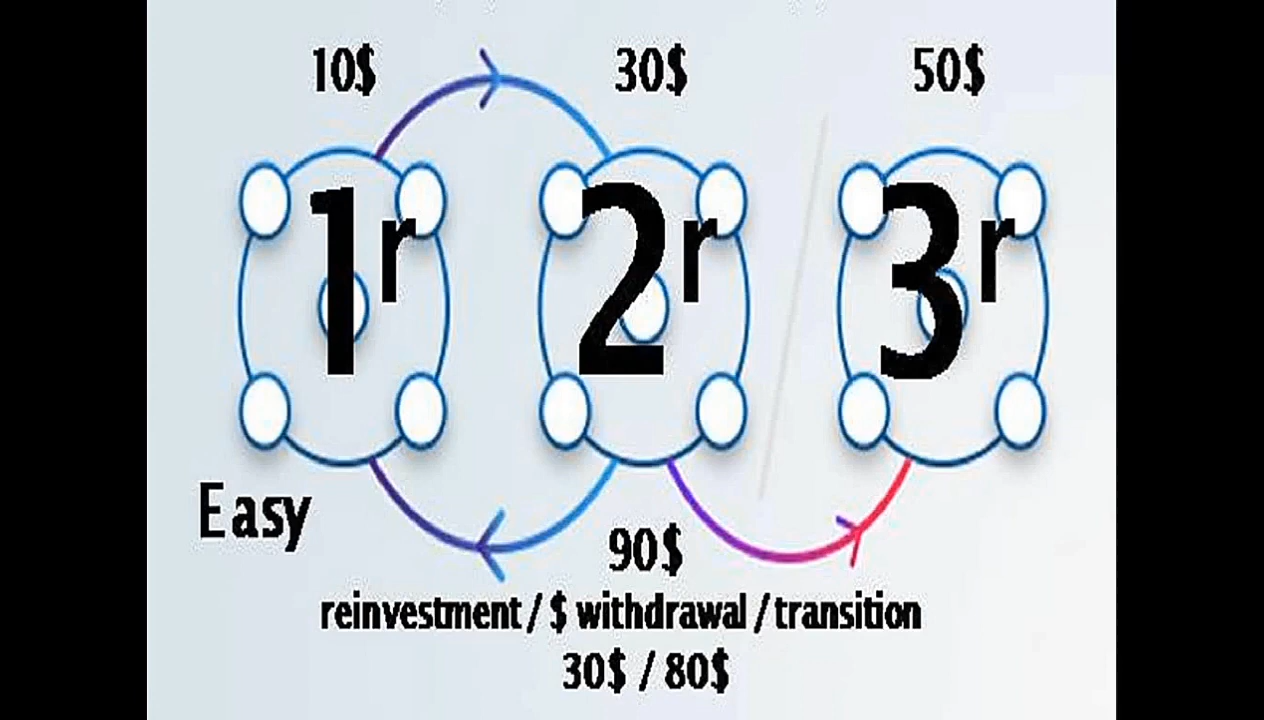 10$ 30$ 50$
1r 2r 3r
Easy
90$
reinvestment / $ withdrawal / transition
30$ / 80$